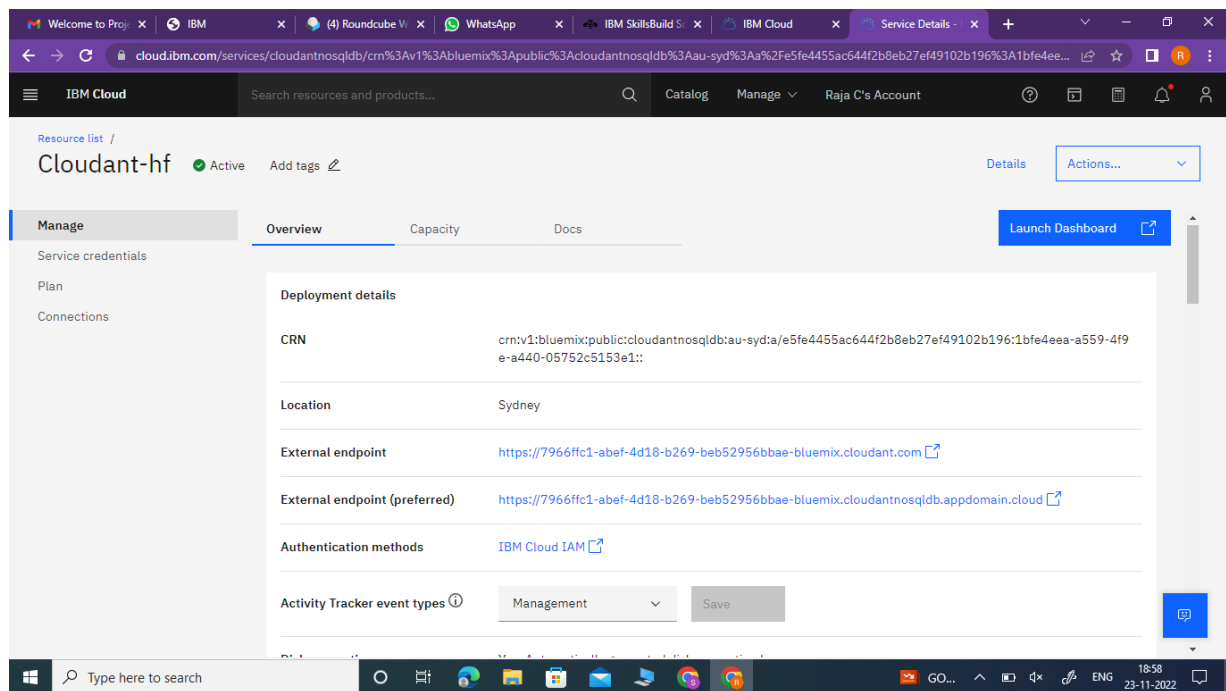 Welcome to Proj
IBM
(4) Roundcube W
WhatsApp
IBM SkillsBuild S
IBM Cloud
Service Details -
cloud.ibm.com/services/cloudantnosqldb/crn%3Av1%3Abluemix%3Apublic%3Acloudantnosqldb%3Aau-syd%3Aa%2Fe5fe4455ac644f2b8eb27ef49102b196%3A1bfe4ee...
R
IBM Cloud
Search resources and products...
Catalog
Manage
Raja C's Account
Resource list /
Cloudant-hf
Active
Add tags
Details
Actions...
Manage
Service credentials
Plan
Connections
Overview
Capacity
Docs
Launch Dashboard
Deployment details
CRN
crn:v1:bluemix:public:cloudantnosqldb:au-syd:a/e5fe4455ac644f2b8eb27ef49102b196:1bfe4eea-a559-4f9
e-a440-05752c5153e1::
Location
Sydney
External endpoint
https://7966ffc1-abef-4d18-b269-beb52956bbae-bluemix.cloudant.com
External endpoint (preferred)
https://7966ffc1-abef-4d18-b269-beb52956bbae-bluemix.cloudantnosqldb.appdomain.cloud
Authentication methods
IBM Cloud IAM
Activity Tracker event types
Management
Save
Type here to search
GO...
ENG
18:58
23-11-2022